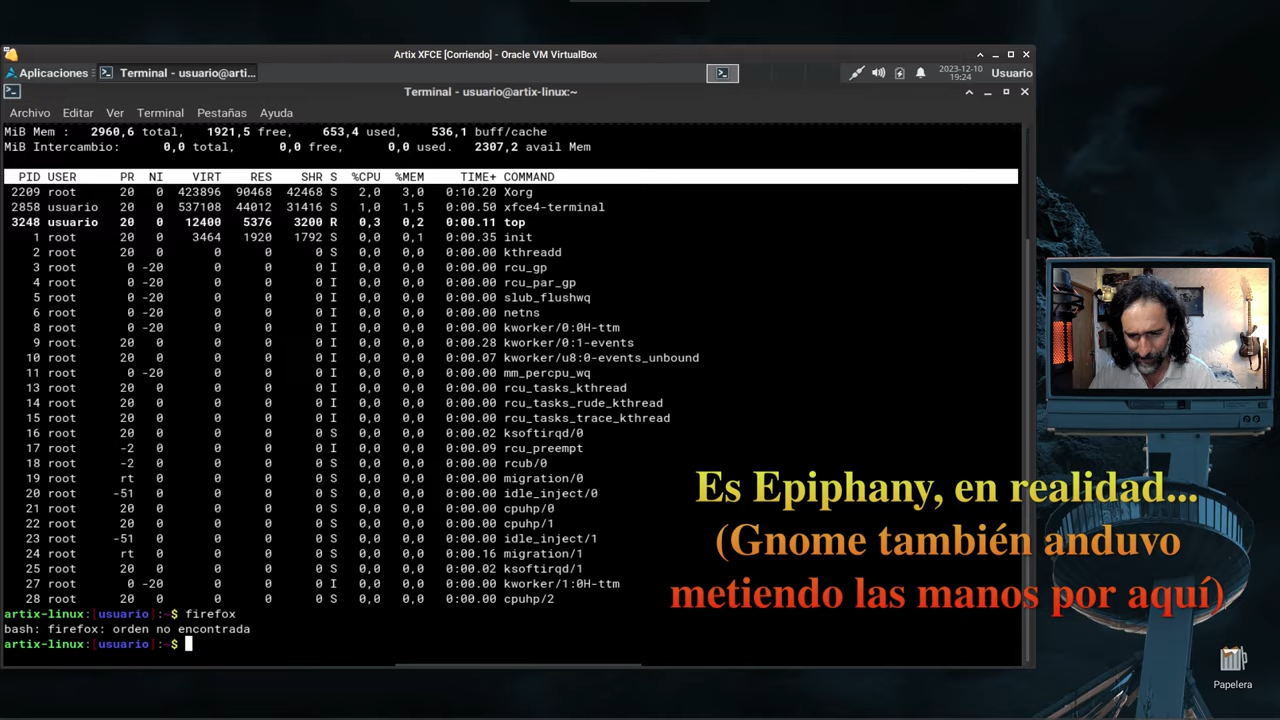 Artix XFCE [Corriendo] - Oracle VM VirtualBox
Aplicaciones
Terminal - usuario@arti...
2023-12-10
19:24
Usuario
Terminal - usuario@artix-linux:~
Archivo Editar Ver Terminal Pestañas Ayuda
MiB Mem : 2960,6 total, 1921,5 free, 653,4 used, 536,1 buff/cache
MiB Intercambio: 0,0 total, 0,0 free, 0,0 used. 2307,2 avail Mem
PID USER PR NI VIRT RES SHR S %CPU %MEM TIME+ COMMAND
2209 root 20 0 423896 90468 42468 S 2,0 3,0 0:10.20 Xorg
2858 usuario 20 0 537108 44012 31416 S 1,0 1,5 0:00.50 xfce4-terminal
3248 usuario 20 0 12400 5376 3200 R 0,3 0,2 0:00.11 top
1 root 20 0 3464 1920 1792 S 0,0 0,1 0:00.35 init
2 root 20 0 0 0 0 S 0,0 0,0 0:00.00 kthreadd
3 root 0 -20 0 0 0 I 0,0 0,0 0:00.00 rcu_gp
4 root 0 -20 0 0 0 I 0,0 0,0 0:00.00 rcu_par_gp
5 root 0 -20 0 0 0 I 0,0 0,0 0:00.00 slub_flushwq
6 root 0 -20 0 0 0 I 0,0 0,0 0:00.00 netns
8 root 0 -20 0 0 0 I 0,0 0,0 0:00.00 kworker/0:0H-ttm
9 root 20 0 0 0 0 I 0,0 0,0 0:00.28 kworker/0:1-events
10 root 20 0 0 0 0 I 0,0 0,0 0:00.07 kworker/u8:0-events_unbound
11 root 0 -20 0 0 0 I 0,0 0,0 0:00.00 mm_percpu_wq
13 root 20 0 0 0 0 I 0,0 0,0 0:00.00 rcu_tasks_kthread
14 root 20 0 0 0 0 I 0,0 0,0 0:00.00 rcu_tasks_rude_kthread
15 root 20 0 0 0 0 I 0,0 0,0 0:00.00 rcu_tasks_trace_kthread
16 root 20 0 0 0 0 S 0,0 0,0 0:00.02 ksoftirqd/0
17 root -2 0 0 0 0 I 0,0 0,0 0:00.09 rcu_preempt
18 root -2 0 0 0 0 S 0,0 0,0 0:00.00 rcub/0
19 root rt 0 0 0 0 S 0,0 0,0 0:00.00 migration/0
20 root -51 0 0 0 0 S 0,0 0,0 0:00.00 idle_inject/0
21 root 20 0 0 0 0 S 0,0 0,0 0:00.00 cpuhp/0
22 root 20 0 0 0 0 S 0,0 0,0 0:00.00 cpuhp/1
23 root -51 0 0 0 0 S 0,0 0,0 0:00.00 idle_inject/1
24 root rt 0 0 0 0 S 0,0 0,0 0:00.16 migration/1
25 root 20 0 0 0 0 S 0,0 0,0 0:00.02 ksoftirqd/1
27 root 0 -20 0 0 0 I 0,0 0,0 0:00.00 kworker/1:0H-ttm
28 root 20 0 0 0 0 S 0,0 0,0 0:00.00 cpuhp/2
artix-linux:[usuario]:~$ firefox
bash: firefox: orden no encontrada
artix-linux:[usuario]:~$
Es Epiphany, en realidad...
(Gnome también anduvo
metiendo las manos por aquí)
Papelera